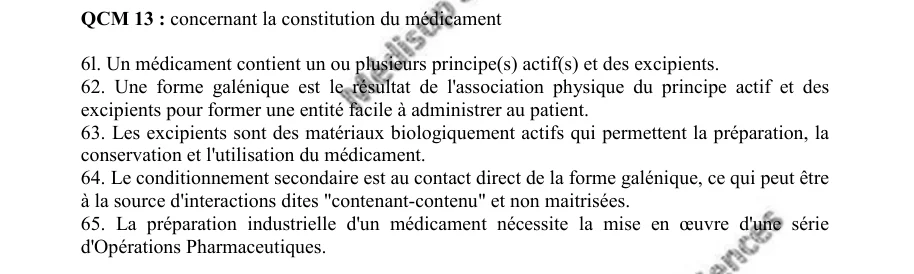 QCM 13 : concernant la constitution du médicament
61. Un médicament contient un ou plusieurs principe(s) actif(s) et des excipients.
62. Une forme galénique est le résultat de l'association physique du principe actif et des
excipients pour former une entité facile à administrer au patient.
63. Les excipients sont des matériaux biologiquement actifs qui permettent la préparation, la
conservation et l'utilisation du médicament.
64. Le conditionnement secondaire est au contact direct de la forme galénique, ce qui peut être
à la source d'interactions dites "contenant-contenu" et non maitrisées.
65. La préparation industrielle d'un médicament nécessite la mise en œuvre d'une série
d'Opérations Pharmaceutiques.
Medisup
ences